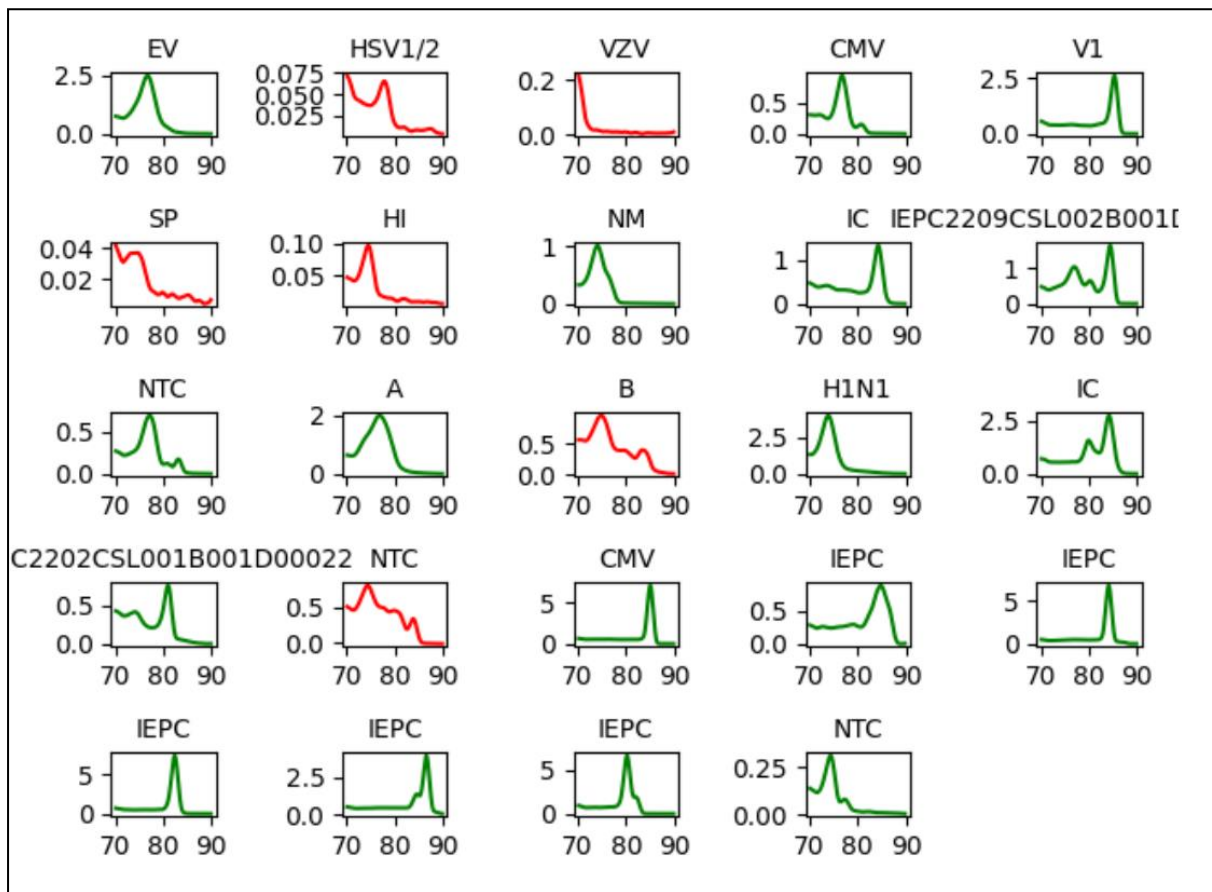 EV HSV1/2 VZV CMV V1
2.5 0.075 0.2 0.5 2.5
0.050
0.025
0.0 0.0 0.0 0.0
70 80 90 70 80 90 70 80 90 70 80 90 70 80 90
SP HI NM IC IEPC2209CSL002B001D
0.04 0.10 1 1 1
0.02 0.05
0 0 0
70 80 90 70 80 90 70 80 90 70 80 90 70 80 90
NTC A B H1N1 IC
0.5 2 0.5 2.5 2.5
0.0 0 0.0 0.0 0.0
70 80 90 70 80 90 70 80 90 70 80 90 70 80 90
C2202CSL001B001D00022 NTC CMV IEPC IEPC
0.5 0.5 5 0.5 5
0.0 0.0 0 0.0 0
70 80 90 70 80 90 70 80 90 70 80 90 70 80 90
IEPC IEPC IEPC NTC
5 2.5 5 0.25
0 0.0 0 0.00
70 80 90 70 80 90 70 80 90 70 80 90